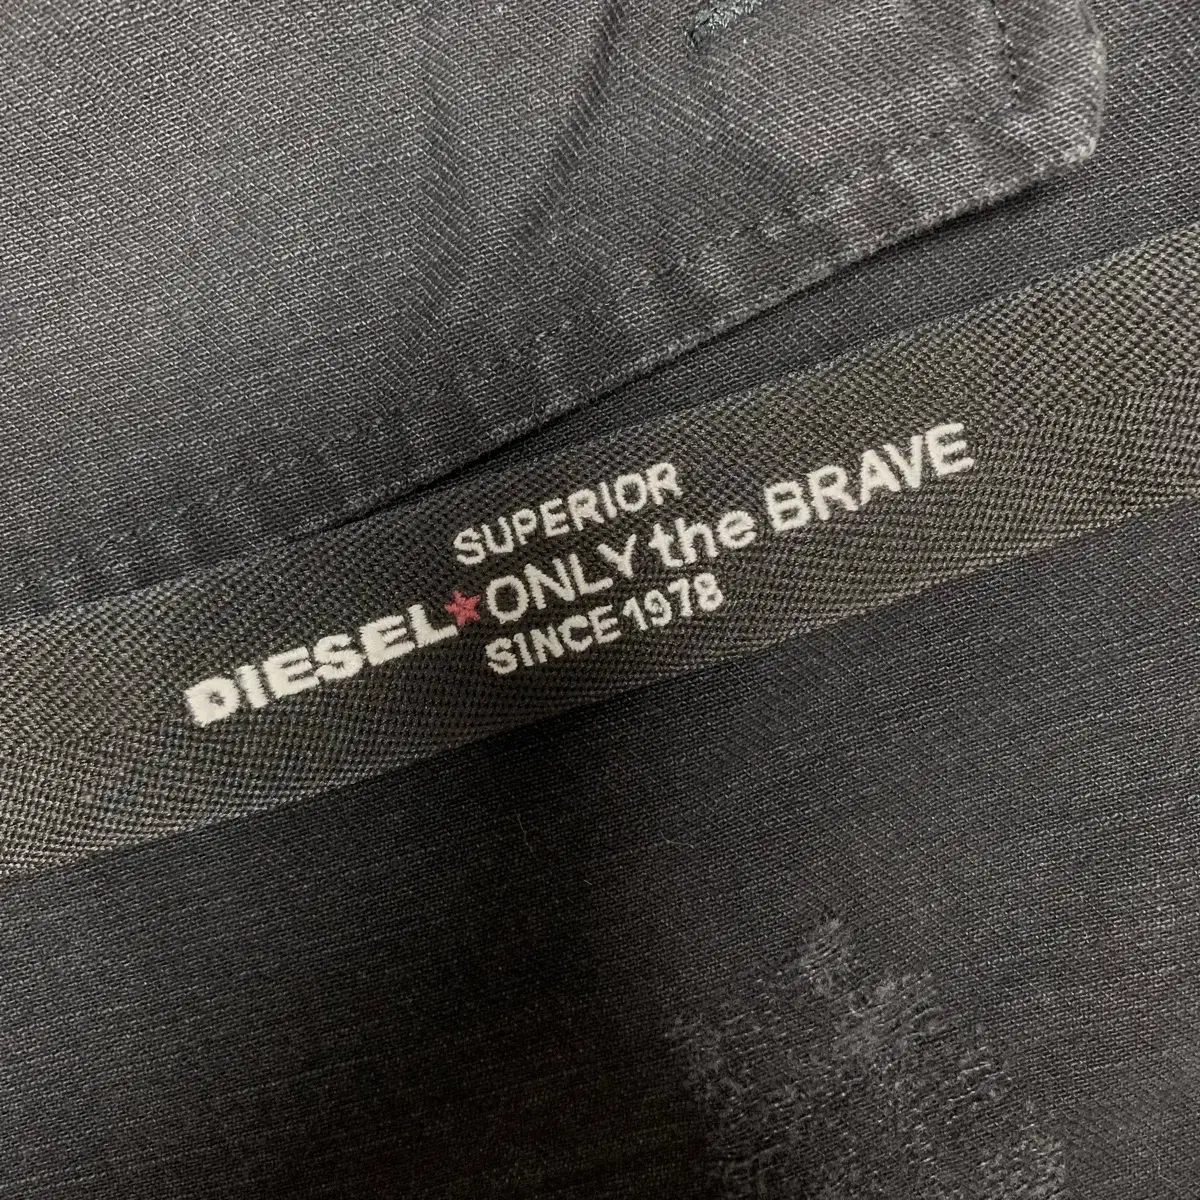 SUPERIOR
DIESEL★ONLY the BRAVE
SINCE 1978